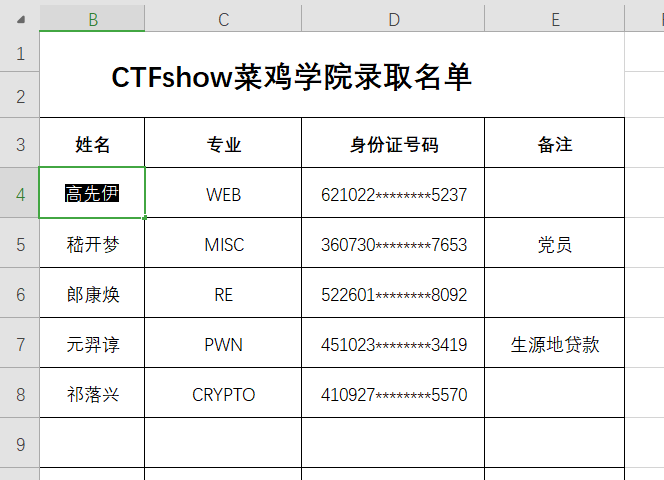 B C D E
1
2
CTFshow菜鸡学院录取名单
3 姓名 专业 身份证号码 备注
4 高先伊 WEB 621022********5237
5 嵇开梦 MISC 360730********7653 党员
6 郎康焕 RE 522601********8092
7 元羿谆 PWN 451023********3419 生源地贷款
8 祁落兴 CRYPTO 410927********5570
9